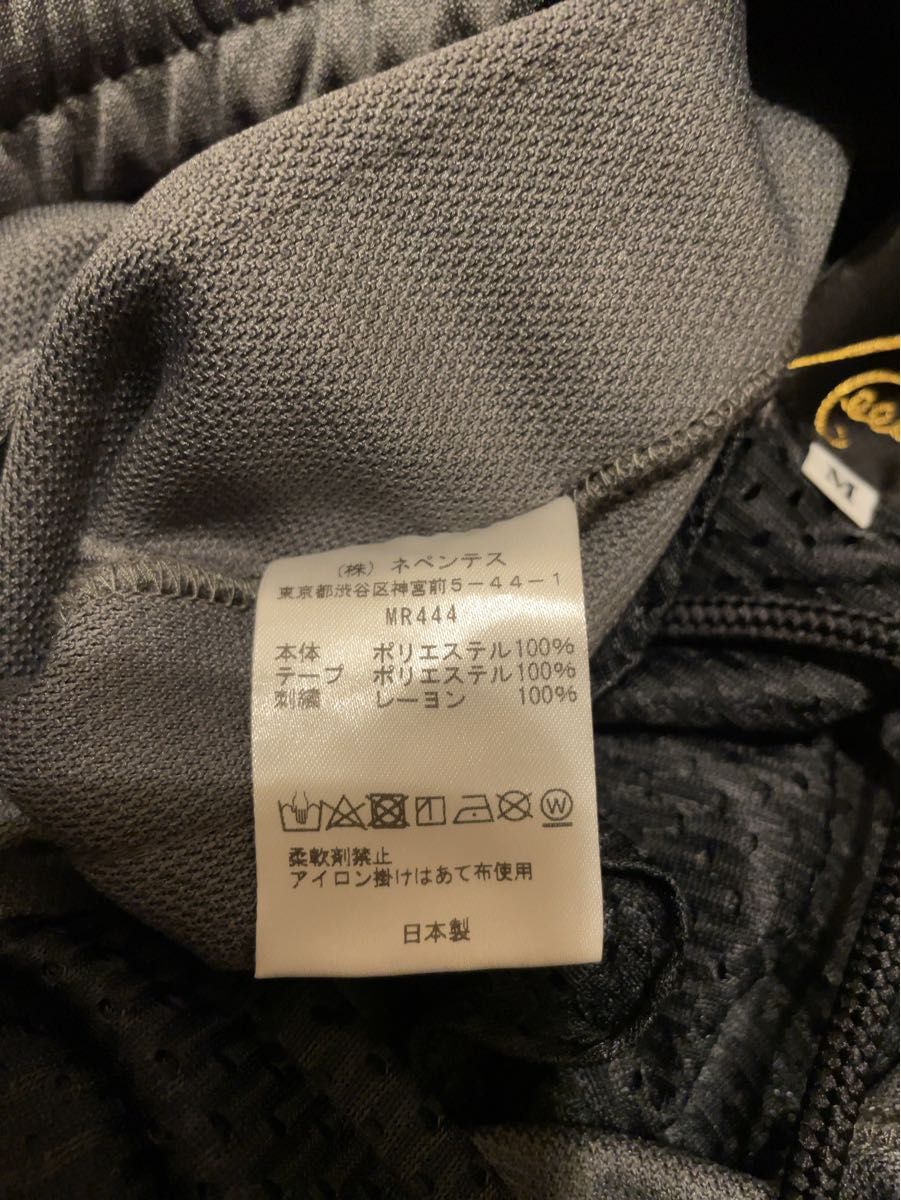 （株）ネペンテス
東京都渋谷区神宮前5－44－1
MR444
本体 ポリエステル100%
テープ ポリエステル100%
刺繍 レーヨン 100%
W
柔軟剤禁止
アイロン掛けはあて布使用
日本製
M